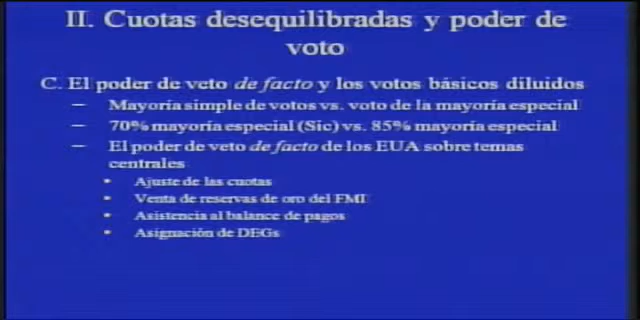 II. Cuotas desequilibradas y poder de
voto
C. El poder de veto de facto y los votos básicos diluidos
– Mayoría simple de votos vs. voto de la mayoría especial
– 70% mayoría especial (Sic) vs. 85% mayoría especial
– El poder de veto de facto de los EUA sobre temas
centrales
• Ajuste de las cuotas
• Venta de reservas de oro del FMI
• Asistencia al balance de pagos
• Asignación de DEGs